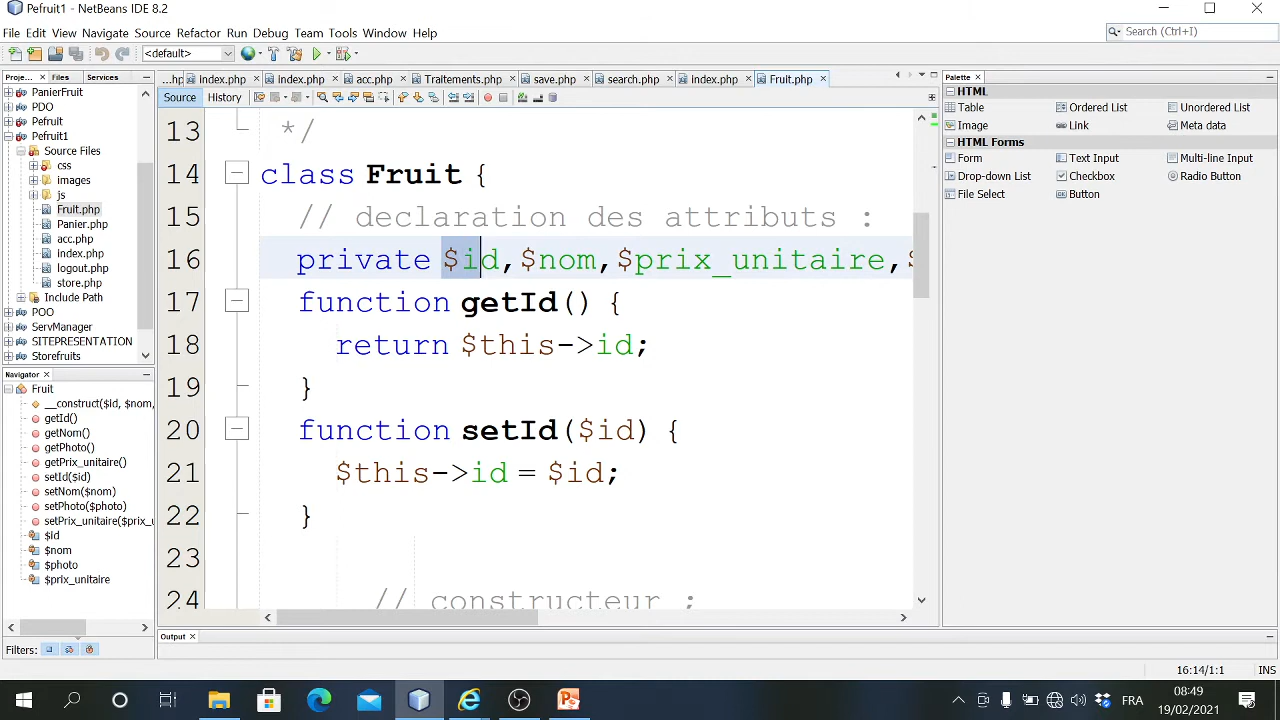 Pefruit1 - NetBeans IDE 8.2
File Edit View Navigate Source Refactor Run Debug Team Tools Window Help
Search (Ctrl+I)
<default>
Proje... Files Services
PanierFruit
PDO
Pefruit
Pefruit1
Source Files
css
images
js
Fruit.php
Panier.php
acc.php
index.php
logout.php
store.php
Include Path
POO
ServManager
SITEPRESENTATION
Storefruits
Navigator
Fruit
__construct($id, $nom,
getId()
getNom()
getPhoto()
getPrix_unitaire()
setId($id)
setNom($nom)
setPhoto($photo)
setPrix_unitaire($prix_u
$id
$nom
$photo
$prix_unitaire
Filters:
...hp index.php index.php acc.php Traitements.php save.php search.php index.php Fruit.php
Source History
13 */
14 class Fruit {
15 // declaration des attributs :
16 private $id,$nom,$prix_unitaire,$
17 function getId() {
18 return $this->id;
19 }
20 function setId($id) {
21 $this->id = $id;
22 }
23
24 // constructeur ;
Output
Palette
HTML
Table Ordered List Unordered List
Image Link Meta data
HTML Forms
Form Text Input Multi-line Input
Drop-down List Checkbox Radio Button
File Select Button
16:14/1:1 INS
FRA
08:49
19/02/2021